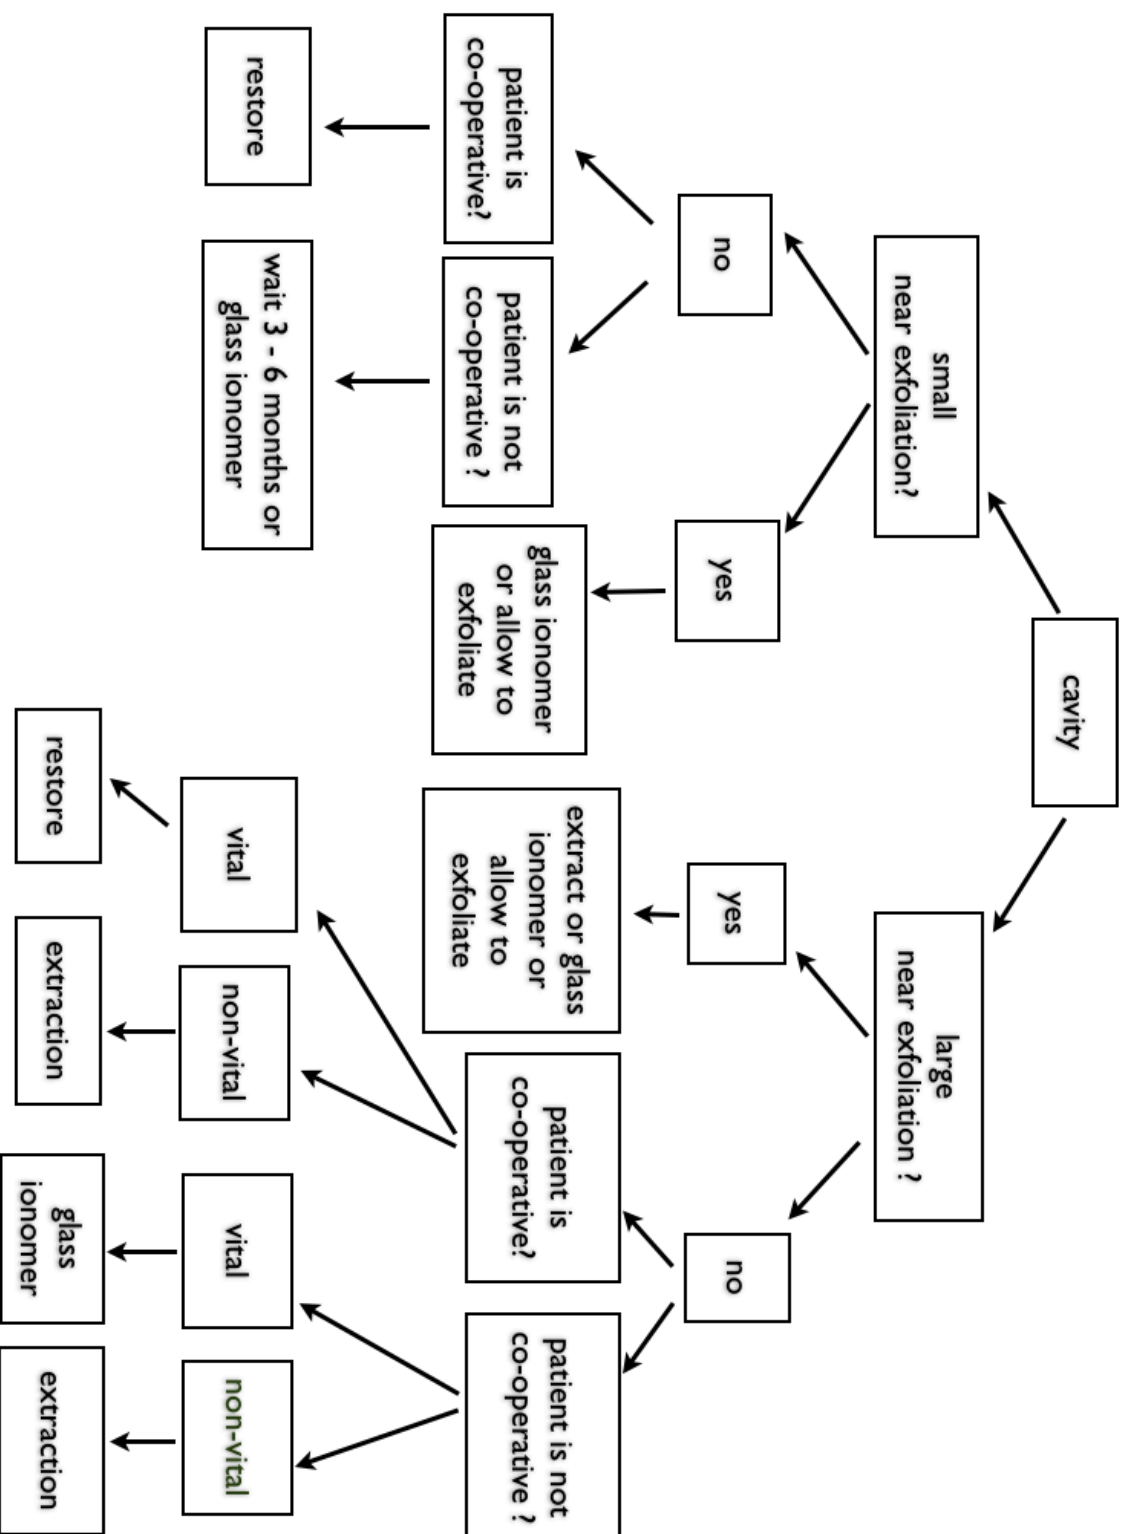 cavity
small
near exfoliation?
large
near exfoliation ?
no
yes
yes
no
patient is
co-operative?
patient is not
co-operative ?
glass ionomer
or allow to
exfoliate
extract or glass
ionomer or
allow to
exfoliate
patient is
co-operative?
patient is not
co-operative ?
restore
wait 3 - 6 months or
glass ionomer
vital
non-vital
vital
non-vital
restore
extraction
glass
ionomer
extraction